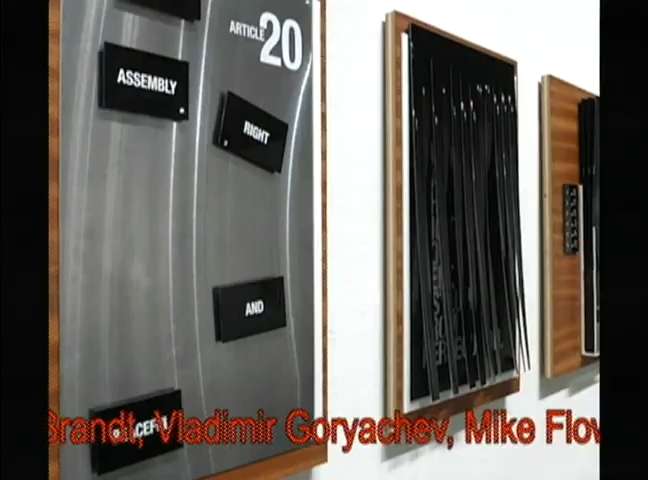 ARTICLE 20
ASSEMBLY
RIGHT
AND
Brandt, Vladimir Goryachev, Mike Flow